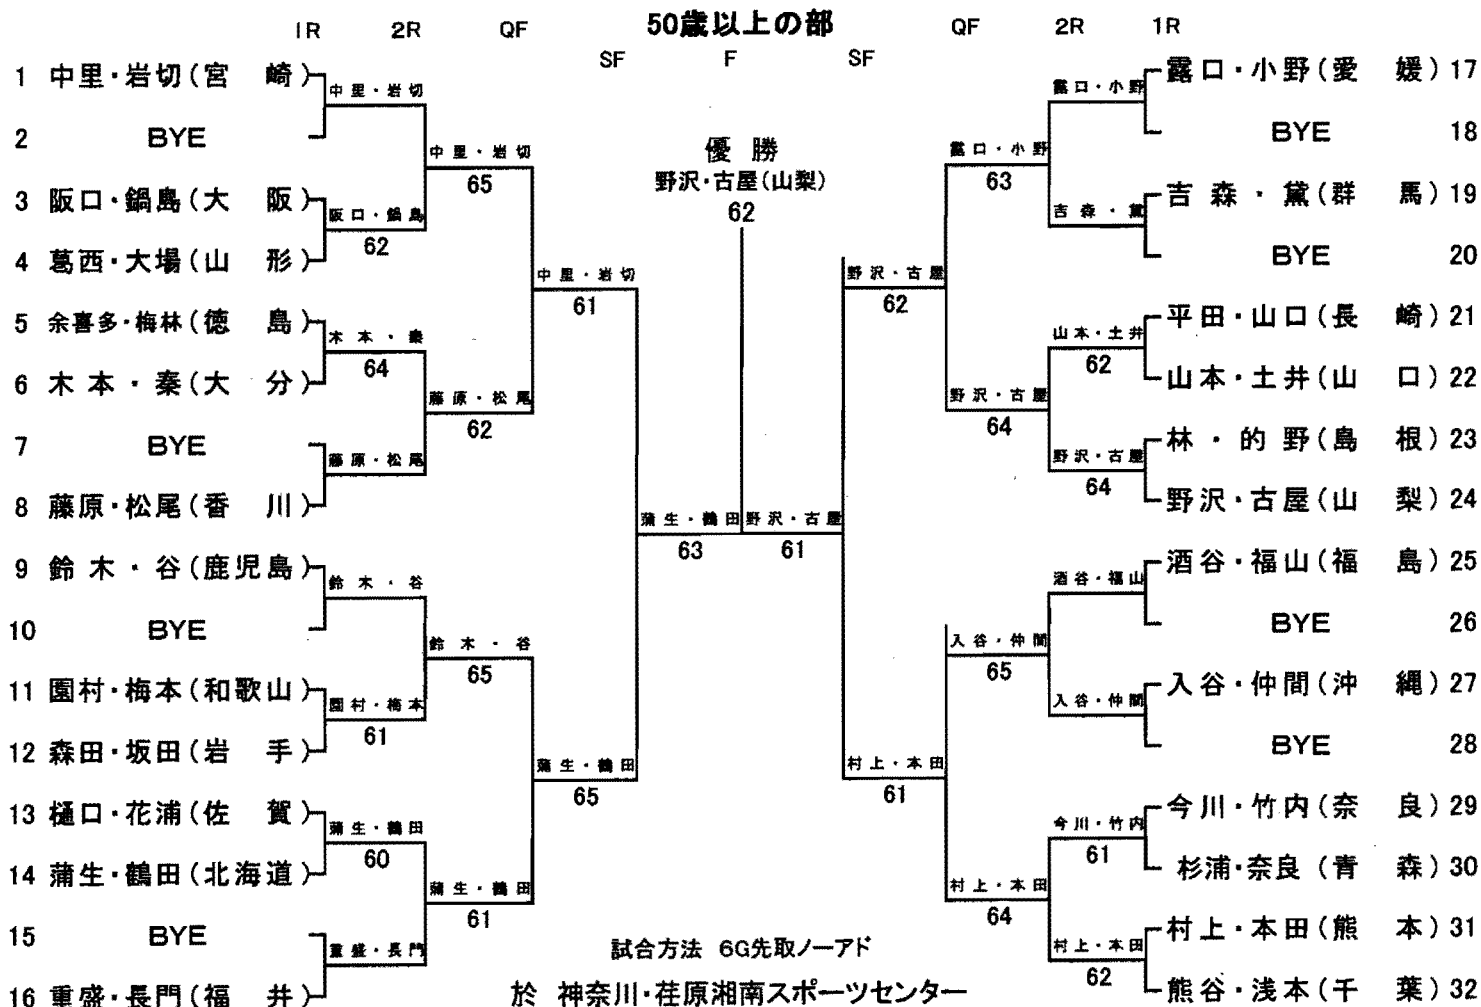 50歳以上の部
1R 2R QF SF F SF QF 2R 1R
1 中里・岩切(宮 崎)
2 BYE
3 阪口・鍋島(大 阪)
4 葛西・大場(山 形)
5 余喜多・梅林(徳 島)
6 木本・秦(大 分)
7 BYE
8 藤原・松尾(香 川)
9 鈴木・谷(鹿児島)
10 BYE
11 園村・梅本(和歌山)
12 森田・坂田(岩 手)
13 樋口・花浦(佐 賀)
14 蒲生・鶴田(北海道)
15 BYE
16 重盛・長門(福 井)
中里・岩切
阪口・鍋島
62
木本・秦
64
藤原・松尾
鈴木・谷
園村・梅本
61
蒲生・鶴田
60
重盛・長門
中里・岩切
65
藤原・松尾
62
鈴木・谷
65
蒲生・鶴田
61
中里・岩切
61
蒲生・鶴田
65
蒲生・鶴田
63
優勝
野沢・古屋(山梨)
62
野沢・古屋
61
野沢・古屋
62
村上・本田
61
露口・小野
63
野沢・古屋
64
入谷・仲間
65
村上・本田
64
露口・小野
吉森・黛
山本・土井
62
野沢・古屋
64
酒谷・福山
入谷・仲間
今川・竹内
61
村上・本田
62
露口・小野(愛 媛) 17
BYE 18
吉森・黛(群 馬) 19
BYE 20
平田・山口(長 崎) 21
山本・土井(山 口) 22
林・的野(島 根) 23
野沢・古屋(山 梨) 24
酒谷・福山(福 島) 25
BYE 26
入谷・仲間(沖 縄) 27
BYE 28
今川・竹内(奈 良) 29
杉浦・奈良(青 森) 30
村上・本田(熊 本) 31
熊谷・浅本(千 葉) 32
試合方法 6G先取ノーアド
於 神奈川・荏原湘南スポーツセンター